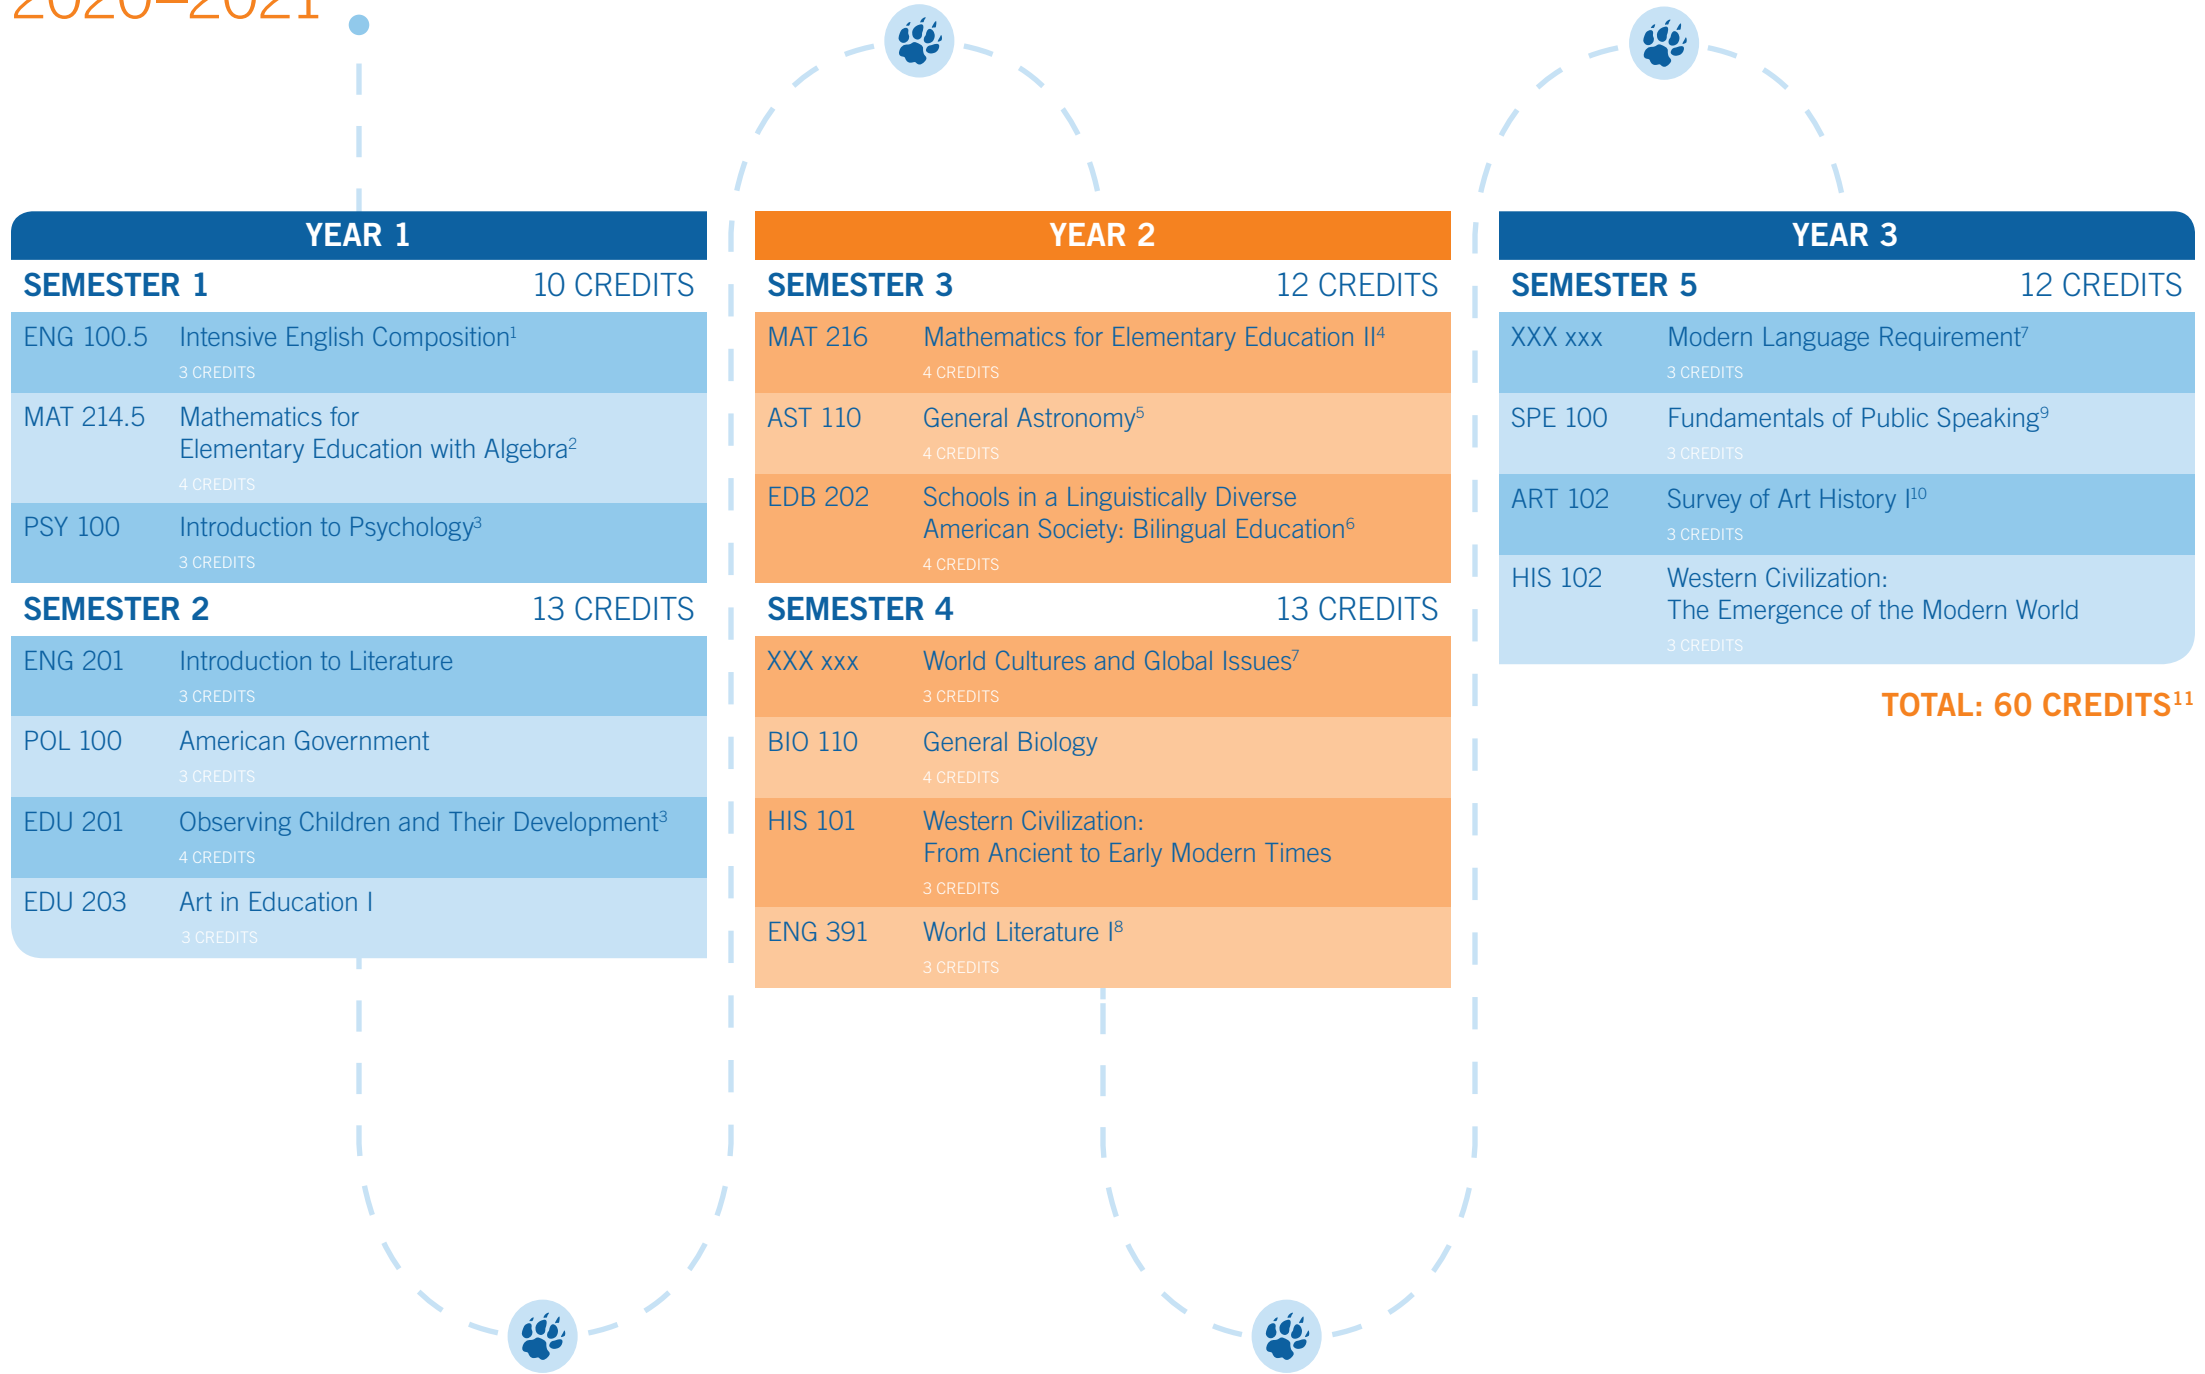 2020–2021
YEAR 1
SEMESTER 1 10 CREDITS
ENG 100.5 Intensive English Composition¹
3 CREDITS
MAT 214.5 Mathematics for
Elementary Education with Algebra²
4 CREDITS
PSY 100 Introduction to Psychology³
3 CREDITS
SEMESTER 2 13 CREDITS
ENG 201 Introduction to Literature
3 CREDITS
POL 100 American Government
3 CREDITS
EDU 201 Observing Children and Their Development³
4 CREDITS
EDU 203 Art in Education I
3 CREDITS
YEAR 2
SEMESTER 3 12 CREDITS
MAT 216 Mathematics for Elementary Education II⁴
4 CREDITS
AST 110 General Astronomy⁵
4 CREDITS
EDB 202 Schools in a Linguistically Diverse
American Society: Bilingual Education⁶
4 CREDITS
SEMESTER 4 13 CREDITS
XXX xxx World Cultures and Global Issues⁷
3 CREDITS
BIO 110 General Biology
4 CREDITS
HIS 101 Western Civilization:
From Ancient to Early Modern Times
3 CREDITS
ENG 391 World Literature I⁸
3 CREDITS
YEAR 3
SEMESTER 5 12 CREDITS
XXX xxx Modern Language Requirement⁷
3 CREDITS
SPE 100 Fundamentals of Public Speaking⁹
3 CREDITS
ART 102 Survey of Art History I¹⁰
3 CREDITS
HIS 102 Western Civilization:
The Emergence of the Modern World
3 CREDITS
TOTAL: 60 CREDITS¹¹